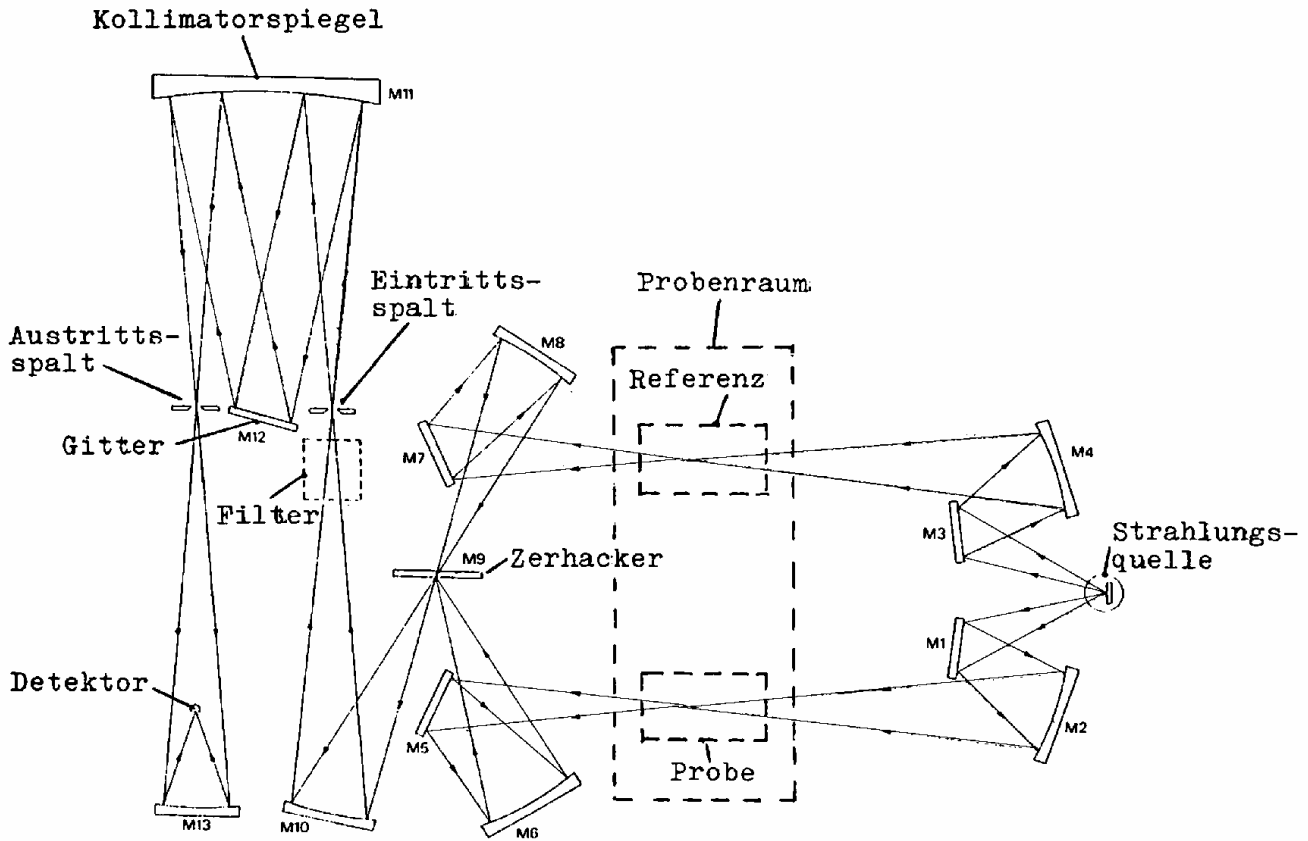 Kollimatorspiegel
M11
Eintritts-
spalt
Probenraum
Austritts-
spalt
M8
Referenz
Gitter
M12
M7
M4
Filter
M3
Strahlungs-
quelle
M9
Zerhacker
M1
Detektor
M5
M2
Probe
M13
M10
M6